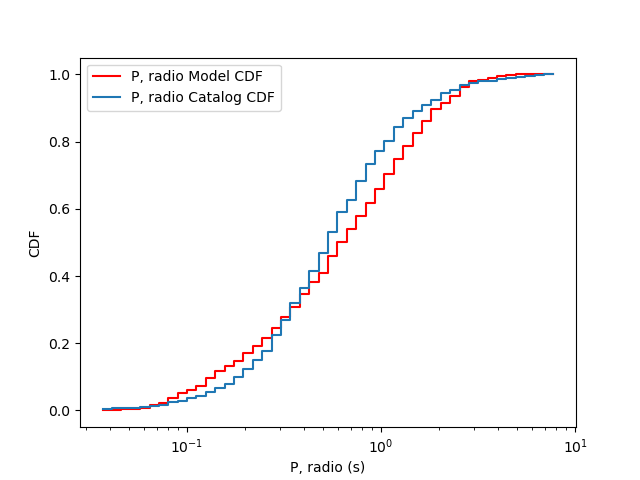 P, radio Model CDF
P, radio Catalog CDF
CDF
1.0
0.8
0.6
0.4
0.2
0.0
10⁻¹
10⁰
10¹
P, radio (s)